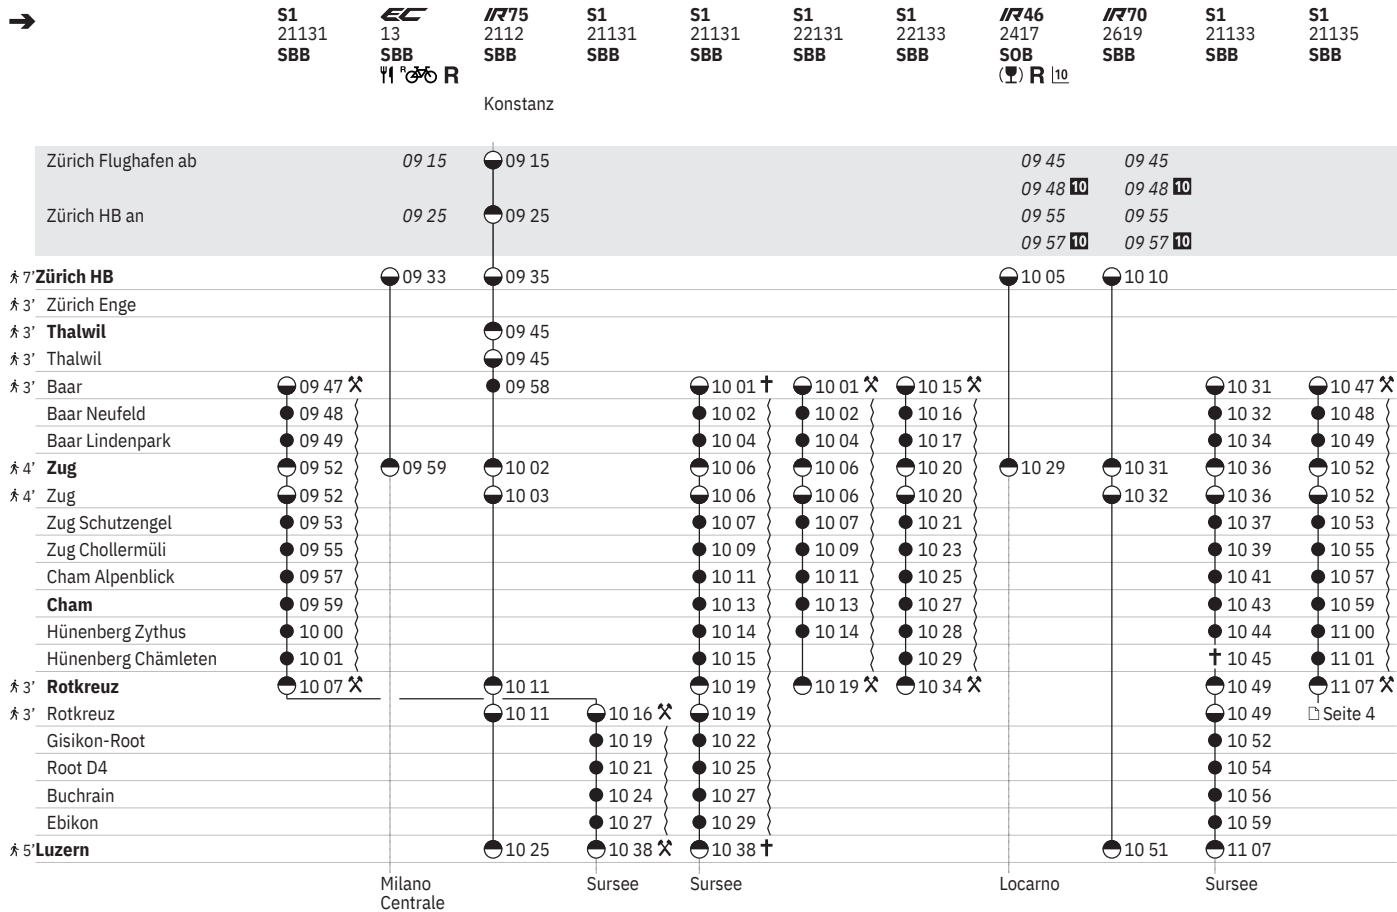 ➔ S1 EC IR75 S1 S1 S1 S1 IR46 IR70 S1 S1
21131 13 2112 21131 21131 22131 22133 2417 2619 21133 21135
SBB SBB SBB SBB SBB SBB SBB SOB SBB SBB SBB
R R R 10
Konstanz
Zürich Flughafen ab 09 15 09 15 09 45 09 45
09 48 10 09 48 10
Zürich HB an 09 25 09 25 09 55 09 55
09 57 10 09 57 10
7’ Zürich HB 09 33 09 35 10 05 10 10
3’ Zürich Enge
3’ Thalwil 09 45
3’ Thalwil 09 45
3’ Baar 09 47 09 58 10 01 ✝ 10 01 10 15 10 31 10 47
Baar Neufeld 09 48 10 02 10 02 10 16 10 32 10 48
Baar Lindenpark 09 49 10 04 10 04 10 17 10 34 10 49
4’ Zug 09 52 09 59 10 02 10 06 10 06 10 20 10 29 10 31 10 36 10 52
4’ Zug 09 52 10 03 10 06 10 06 10 20 10 32 10 36 10 52
Zug Schutzengel 09 53 10 07 10 07 10 21 10 37 10 53
Zug Chollermüli 09 55 10 09 10 09 10 23 10 39 10 55
Cham Alpenblick 09 57 10 11 10 11 10 25 10 41 10 57
Cham 09 59 10 13 10 13 10 27 10 43 10 59
Hünenberg Zythus 10 00 10 14 10 14 10 28 10 44 11 00
Hünenberg Chämleten 10 01 10 15 10 29 ✝ 10 45 11 01
3’ Rotkreuz 10 07 10 11 10 19 10 19 10 34 10 49 11 07
3’ Rotkreuz 10 11 10 16 10 19 10 49 Seite 4
Gisikon-Root 10 19 10 22 10 52
Root D4 10 21 10 25 10 54
Buchrain 10 24 10 27 10 56
Ebikon 10 27 10 29 10 59
5’ Luzern 10 25 10 38 10 38 ✝ 10 51 11 07
Milano Sursee Sursee Locarno Sursee
Centrale